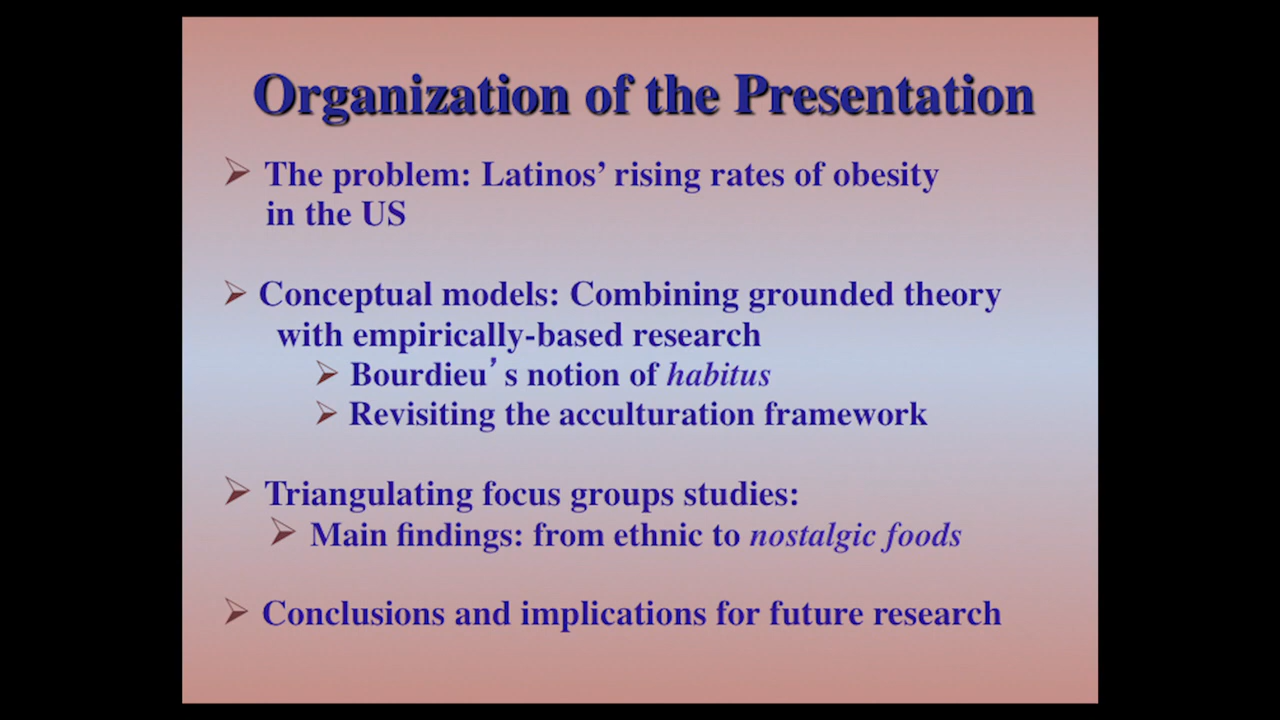 Organization of the Presentation
The problem: Latinos’ rising rates of obesity
in the US
Conceptual models: Combining grounded theory
with empirically-based research
Bourdieu’s notion of habitus
Revisiting the acculturation framework
Triangulating focus groups studies:
Main findings: from ethnic to nostalgic foods
Conclusions and implications for future research